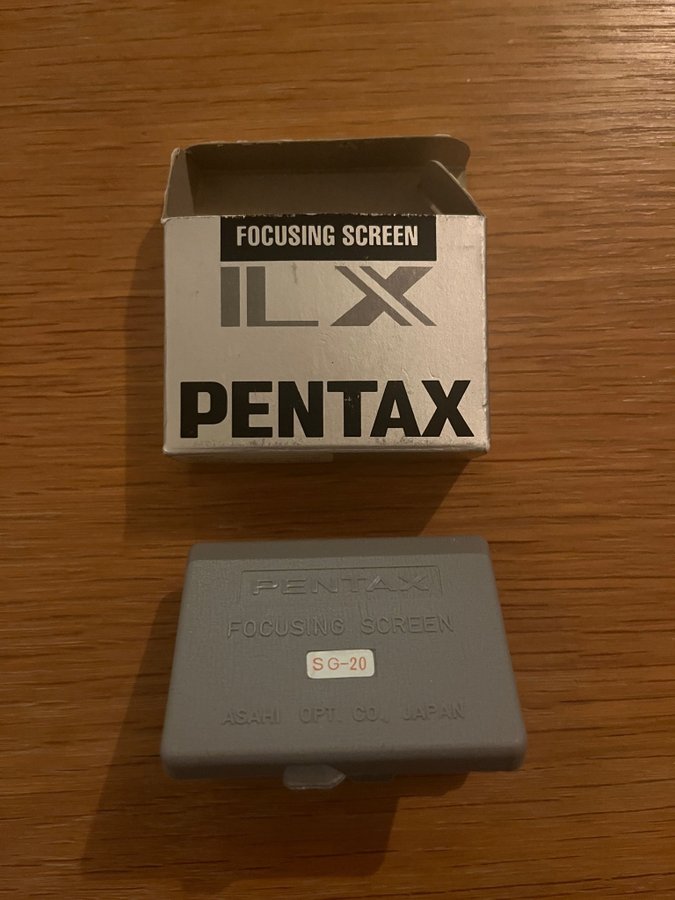 FOCUSING SCREEN
LX
PENTAX
PENTAX
FOCUSING SCREEN
SG-20
ASAHI OPT. CO., JAPAN